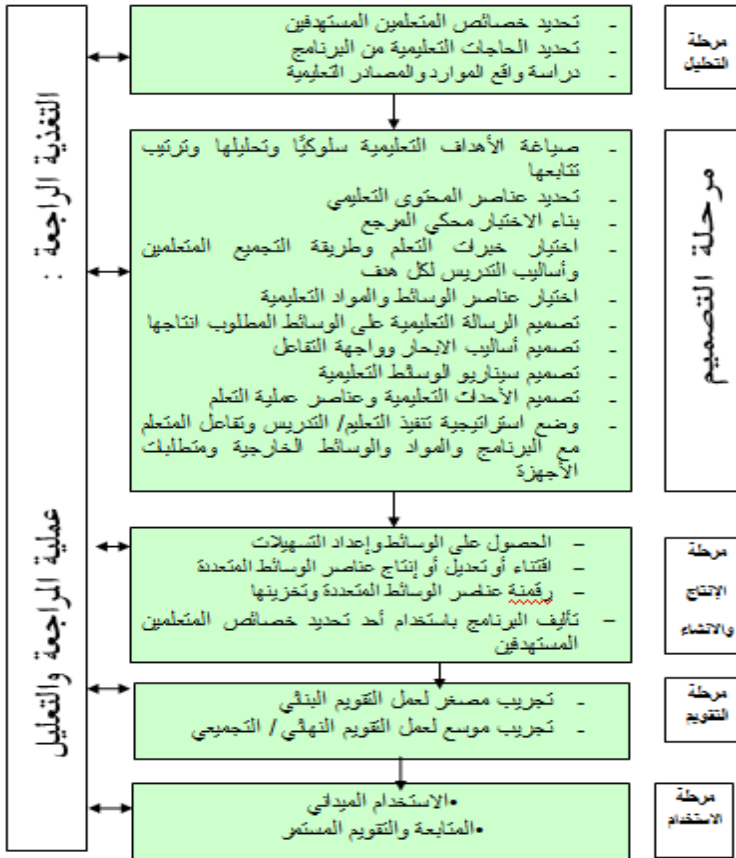 مرحلة
التحليل
- تحديد خصائص المتعلمين المستهدفين
- تحديد الحاجات التعليمية من البرنامج
- دراسة واقع الموارد والمصادر التعليمية
مرحلة التصميم
- صياغة الأهداف التعليمية سلوكيًا وتحليلها وترتيب
تتابعها
- تحديد عناصر المحتوى التعليمي
- بناء الاختبار محكي المرجع
- اختيار خبرات التعلم وطريقة التجميع المتعلمين
وأساليب التدريس لكل هدف
- اختيار عناصر الوسائط والمواد التعليمية
- تصميم الرسالة التعليمية على الوسائط المطلوب انتاجها
- تصميم أساليب الابحار وواجهة التفاعل
- تصميم سيناريو الوسائط التعليمية
- تصميم الأحداث التعليمية وعناصر عملية التعلم
- وضع استراتيجية تنفيذ التعليم/ التدريس وتفاعل المتعلم
مع البرنامج والمواد والوسائط الخارجية ومتطلبات
الأجهزة
مرحلة
الإنتاج
والانشاء
– الحصول على الوسائط وإعداد التسهيلات
– اقتناء أو تعديل أو إنتاج عناصر الوسائط المتعددة
– رقمنة عناصر الوسائط المتعددة وتخزينها
– تأليف البرنامج باستخدام أحد تحديد خصائص المتعلمين
المستهدفين
مرحلة
التقويم
- تجريب مصغر لعمل التقويم البنائي
- تجريب موسع لعمل التقويم النهائي / التجميعي
مرحلة
الاستخدام
•الاستخدام الميداني
•المتابعة والتقويم المستمر
التغذية الراجعة :
عملية المراجعة والتعليل